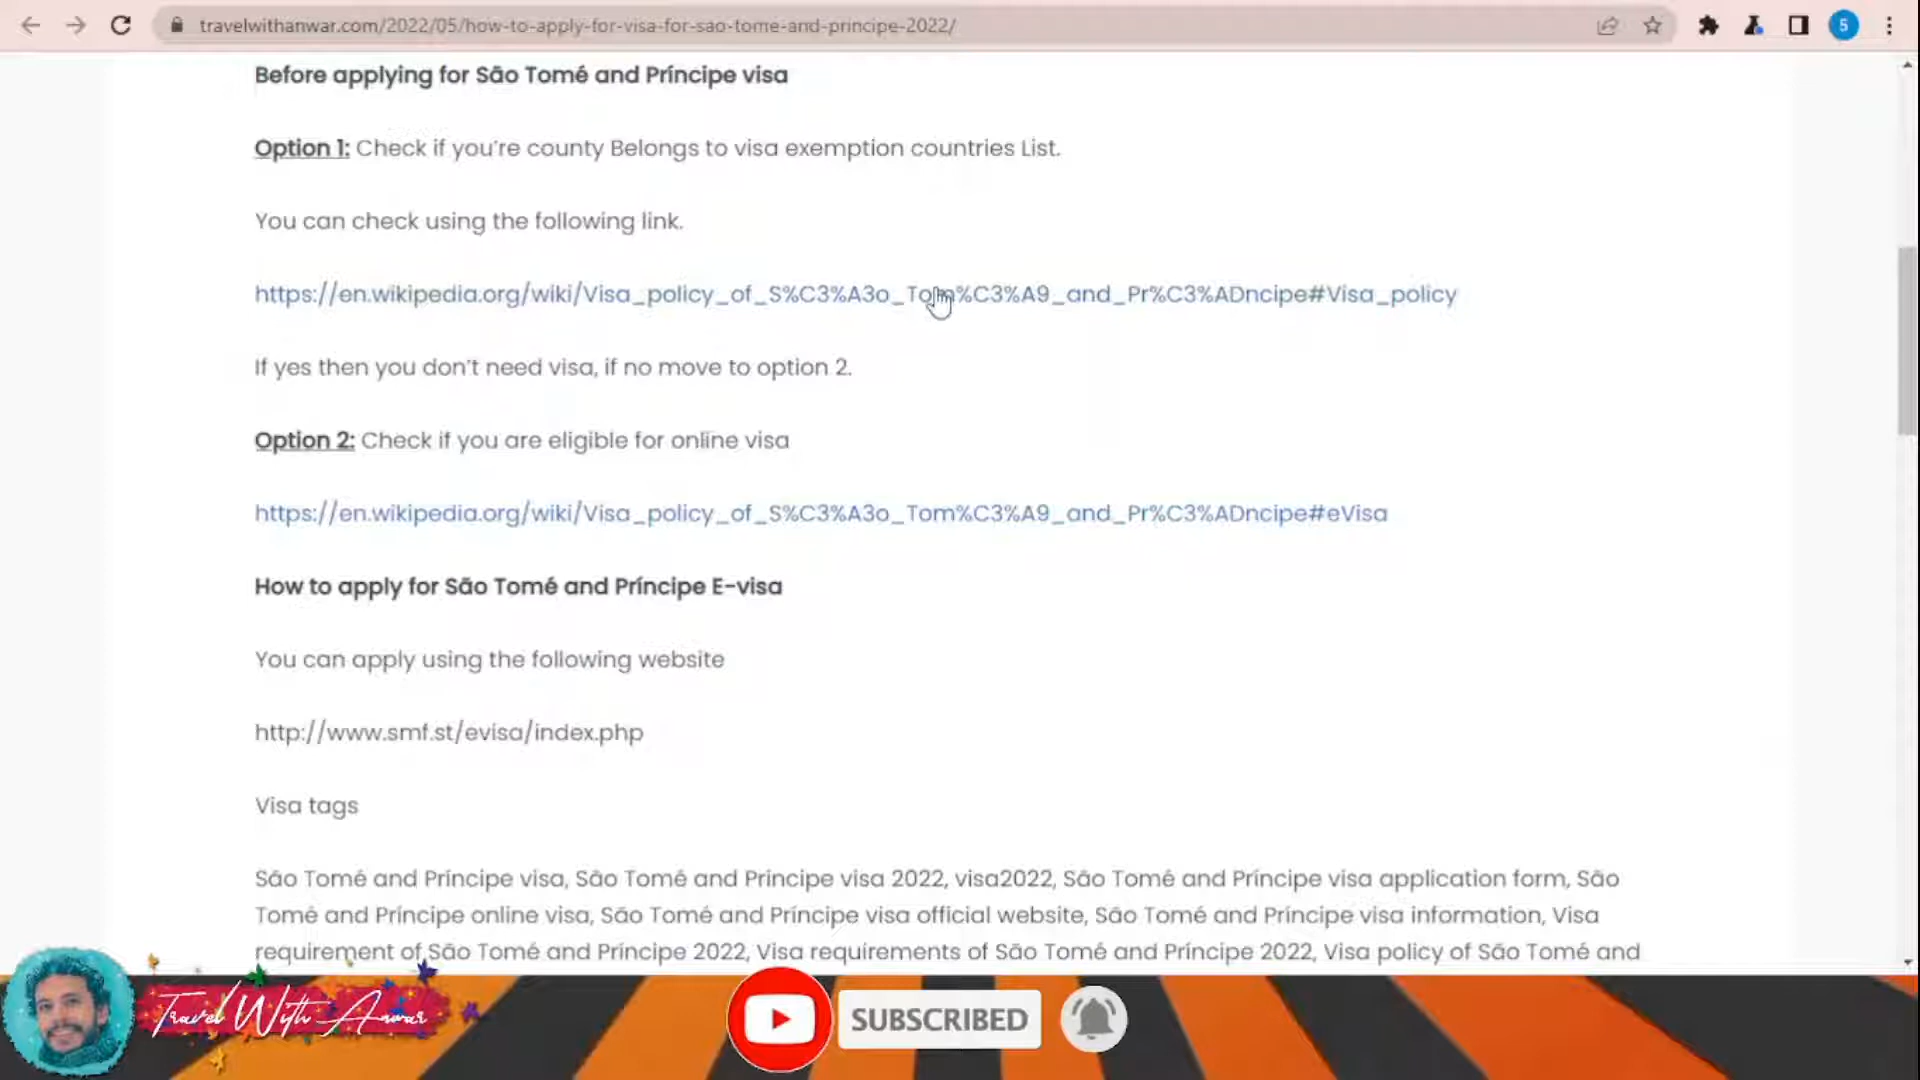 travelwithanwar.com/2022/05/how-to-apply-for-visa-for-sao-tome-and-principe-2022/
5
Before applying for São Tomé and Príncipe visa
Option 1: Check if you're county Belongs to visa exemption countries List.
You can check using the following link.
https://en.wikipedia.org/wiki/Visa_policy_of_S%C3%A3o_Tom%C3%A9_and_Pr%C3%ADncipe#Visa_policy
If yes then you don't need visa, if no move to option 2.
Option 2: Check if you are eligible for online visa
https://en.wikipedia.org/wiki/Visa_policy_of_S%C3%A3o_Tom%C3%A9_and_Pr%C3%ADncipe#eVisa
How to apply for São Tomé and Príncipe E-visa
You can apply using the following website
http://www.smf.st/evisa/index.php
Visa tags
São Tomé and Príncipe visa, São Tomé and Príncipe visa 2022, visa2022, São Tomé and Príncipe visa application form, São
Tomé and Príncipe online visa, São Tomé and Príncipe visa official website, São Tomé and Príncipe visa information, Visa
requirement of São Tomé and Príncipe 2022, Visa requirements of São Tomé and Príncipe 2022, Visa policy of São Tomé and
Travel With Anwar
SUBSCRIBED